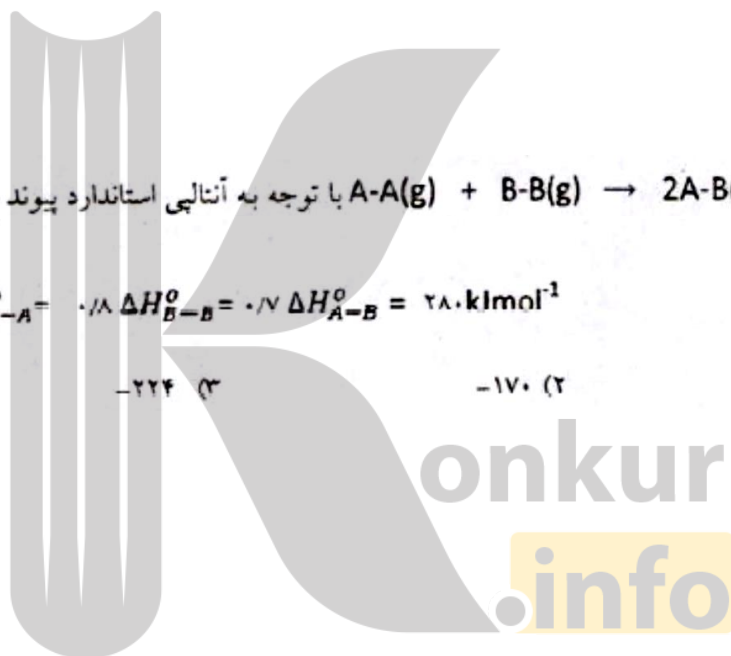 A-A(g) + B-B(g) → 2A-B با توجه به آنتالپی استاندارد پیوند
-A = ۰/۸ ΔH°B-B = ۰/۷ ΔH°A-B = ۲۸۰ kJmol-1
۲) -۱۷۰ ۳) -۲۲۴
onkur
.info